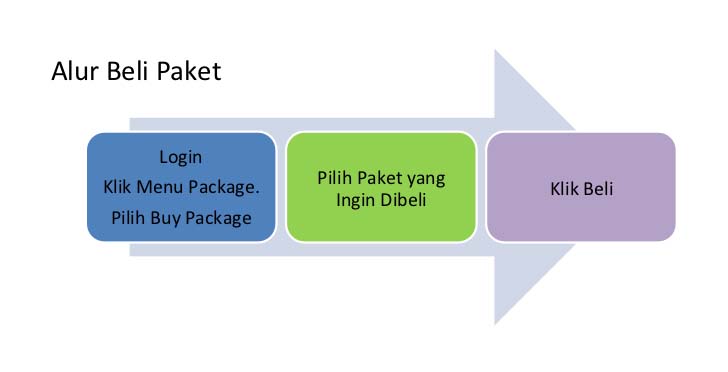 Alur Beli Paket
Login
Klik Menu Package.
Pilih Buy Package
Pilih Paket yang
Ingin Dibeli
Klik Beli